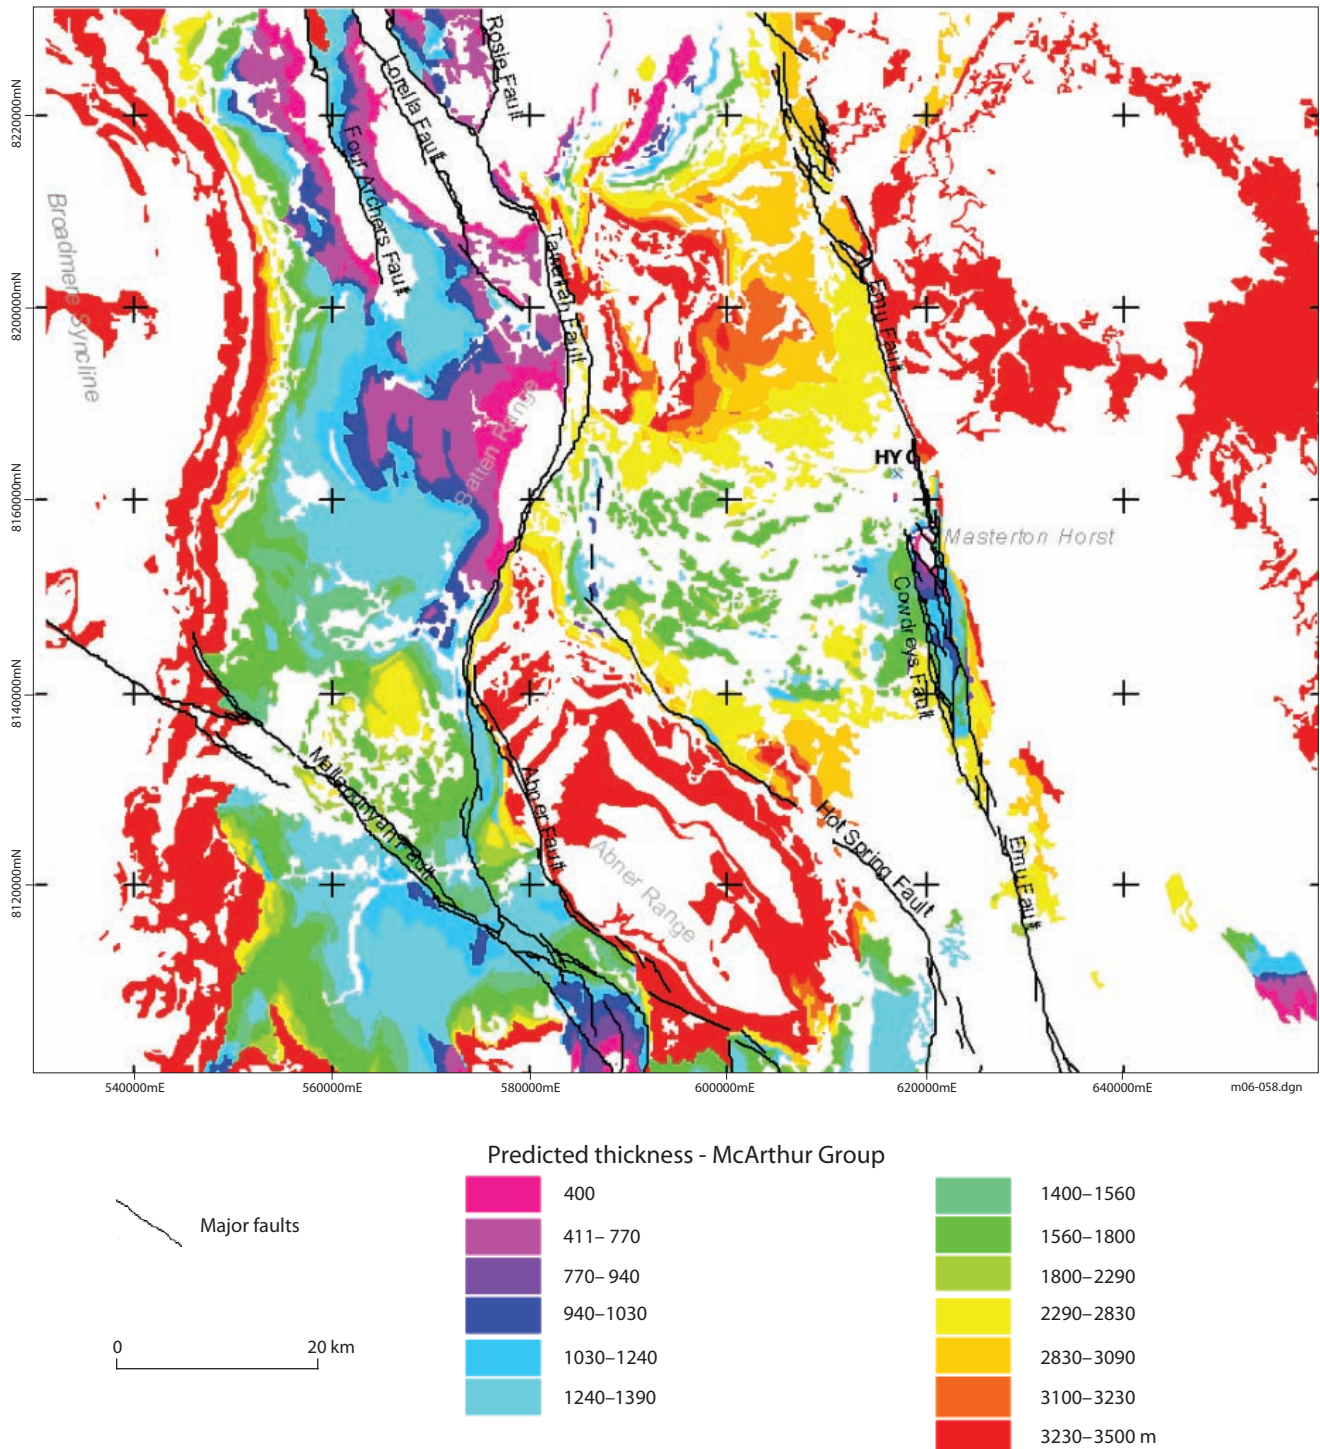 Rosie Fault
Lorella Fault
Four Archers Fault
Broadmere Syncline
Tawallah Fault
Emu Fault
Batten Range
HYC
Masterton Horst
Cowdreys Fault
Mallapunyah Fault
Abner Fault
Abner Range
Hot Spring Fault
Emu Fault
8220000mN
8200000mN
8160000mN
8140000mN
8120000mN
540000mE
560000mE
580000mE
600000mE
620000mE
640000mE
m06-058.dgn
Predicted thickness - McArthur Group
Major faults
0 20 km
400
411–770
770–940
940–1030
1030–1240
1240–1390
1400–1560
1560–1800
1800–2290
2290–2830
2830–3090
3100–3230
3230–3500 m